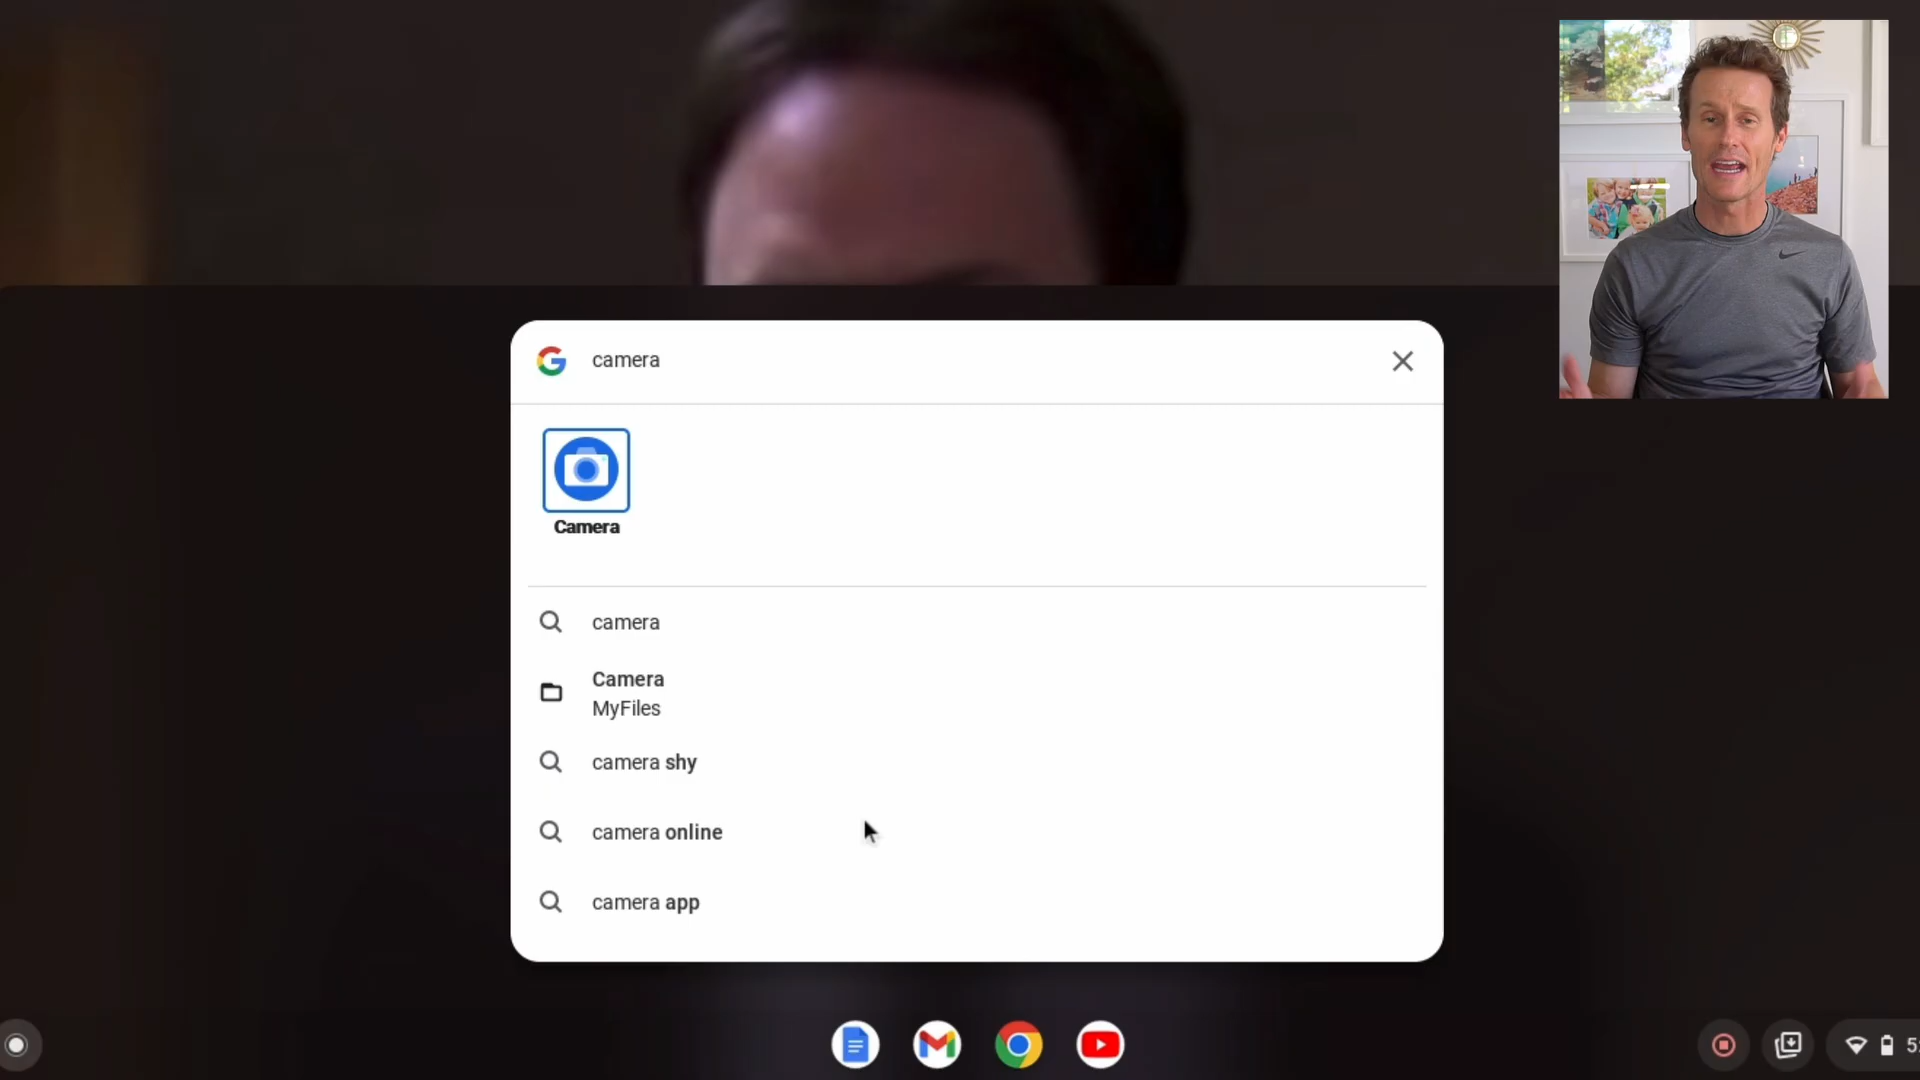 camera
Camera
camera
Camera
MyFiles
camera shy
camera online
camera app